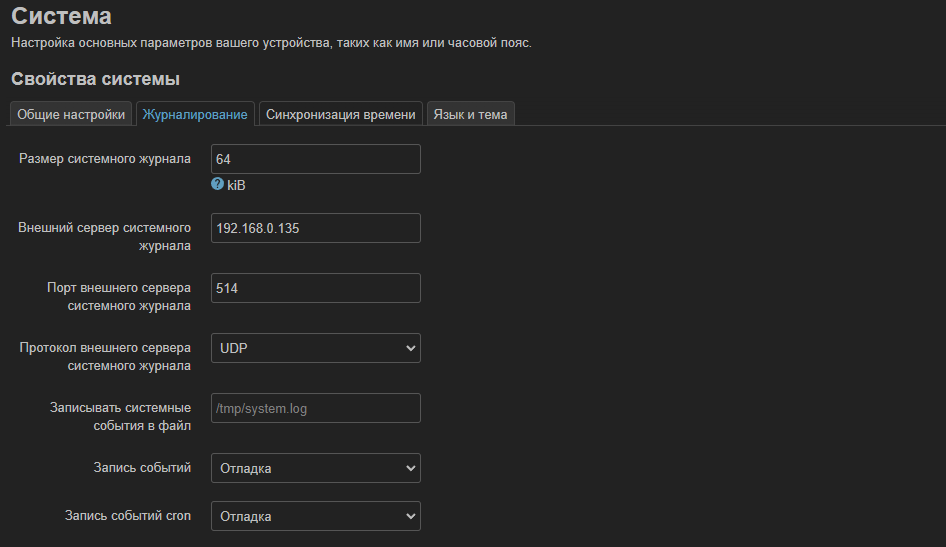 Система
Настройка основных параметров вашего устройства, таких как имя или часовой пояс.
Свойства системы
Общие настройки Журналирование Синхронизация времени Язык и тема
Размер системного журнала 64
? kiB
Внешний сервер системного
журнала
192.168.0.135
Порт внешнего сервера
системного журнала
514
Протокол внешнего сервера
системного журнала
UDP
Записывать системные
события в файл
/tmp/system.log
Запись событий Отладка
Запись событий cron Отладка